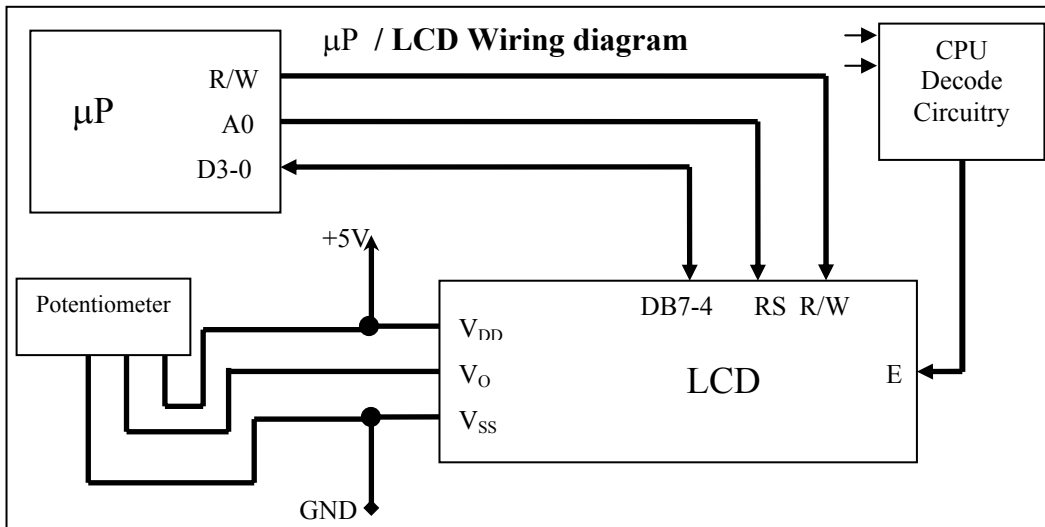 μP / LCD Wiring diagram
μP
R/W
A0
D3-0
CPU
Decode
Circuitry
+5V
Potentiometer
DB7-4 RS R/W
VDD
VO
VSS
LCD
E
GND